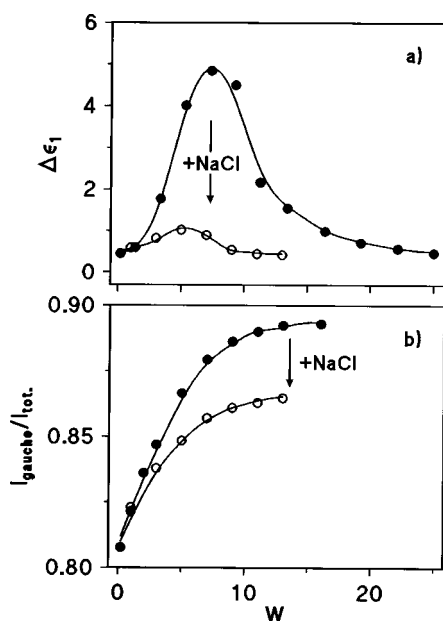 6
a)
4
Δϵ₁
+NaCl
2
0
0.90
b)
+NaCl
I_gauche/I_tot.
0.85
0.80
0
10
20
W